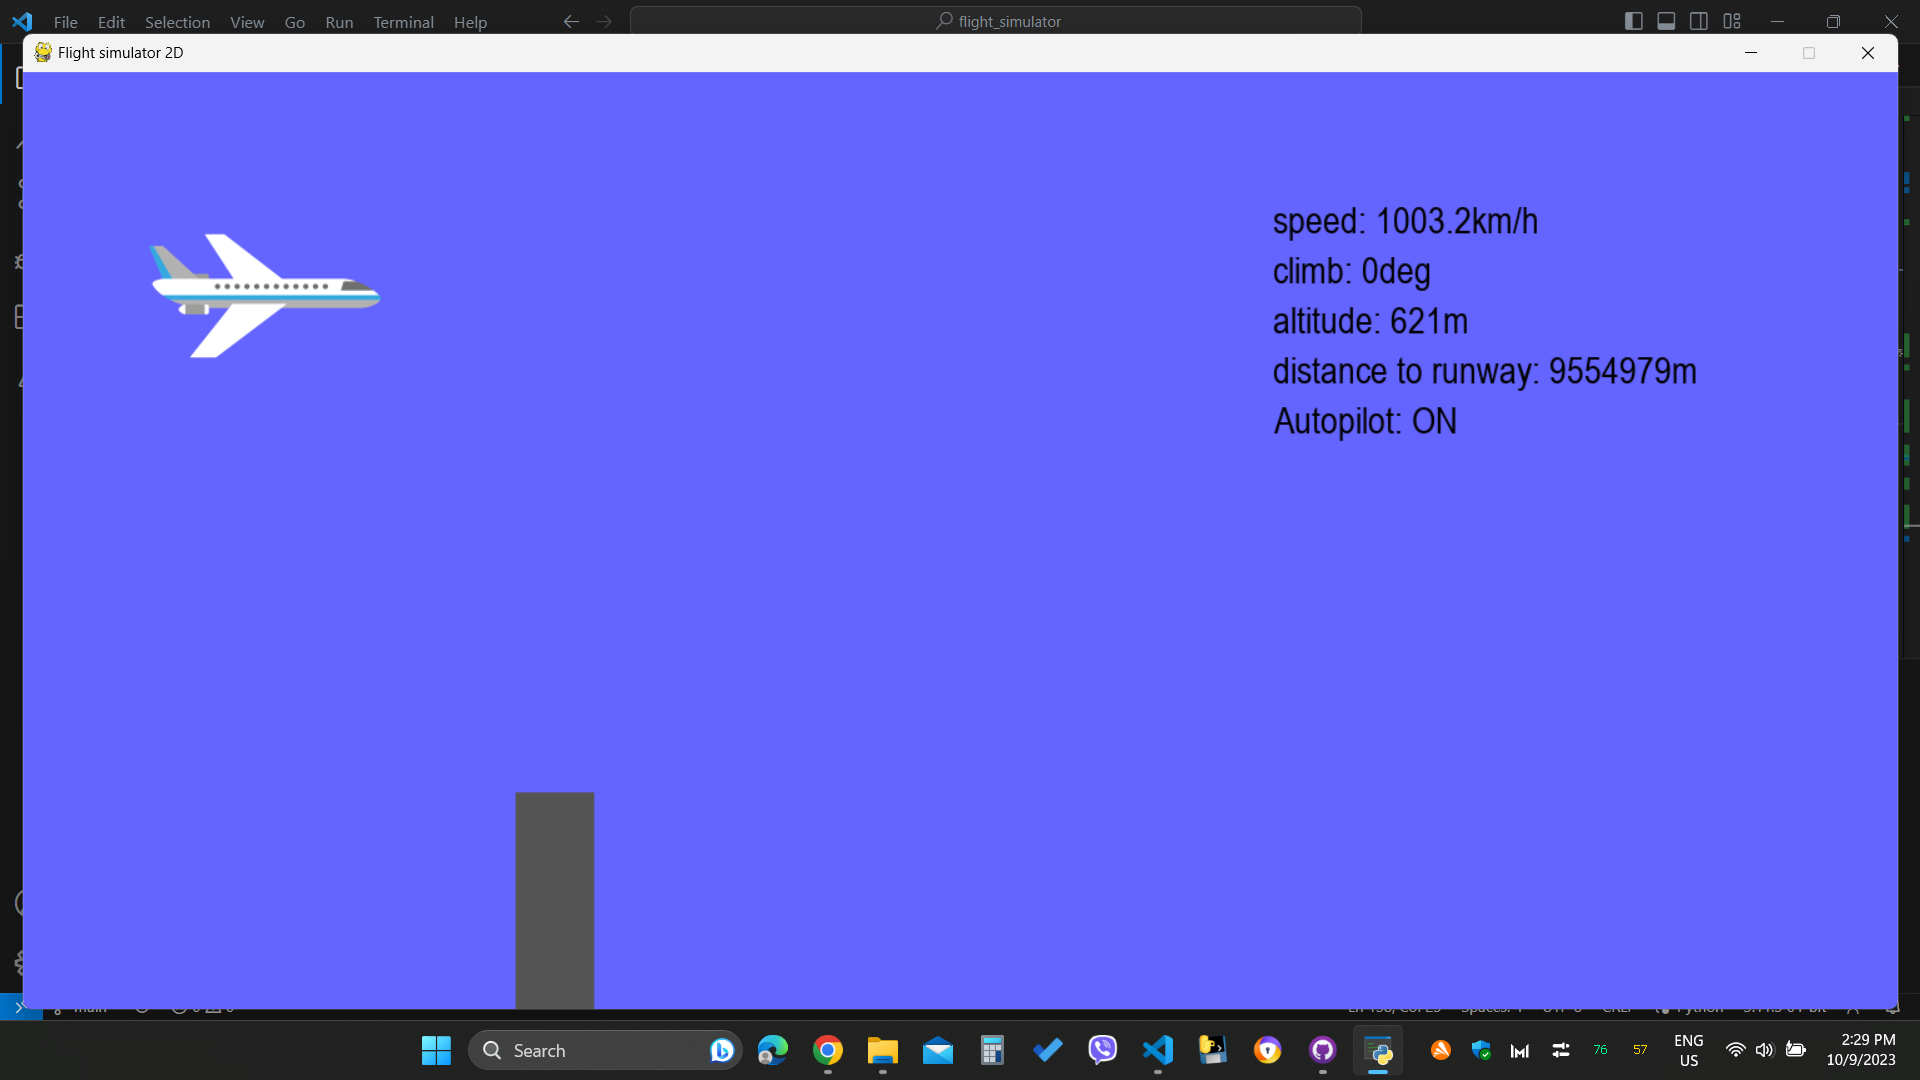 File Edit Selection View Go Run Terminal Help
flight_simulator
Flight simulator 2D
speed: 1003.2km/h
climb: 0deg
altitude: 621m
distance to runway: 9554979m
Autopilot: ON
Search
76
57
ENG
US
2:29 PM
10/9/2023